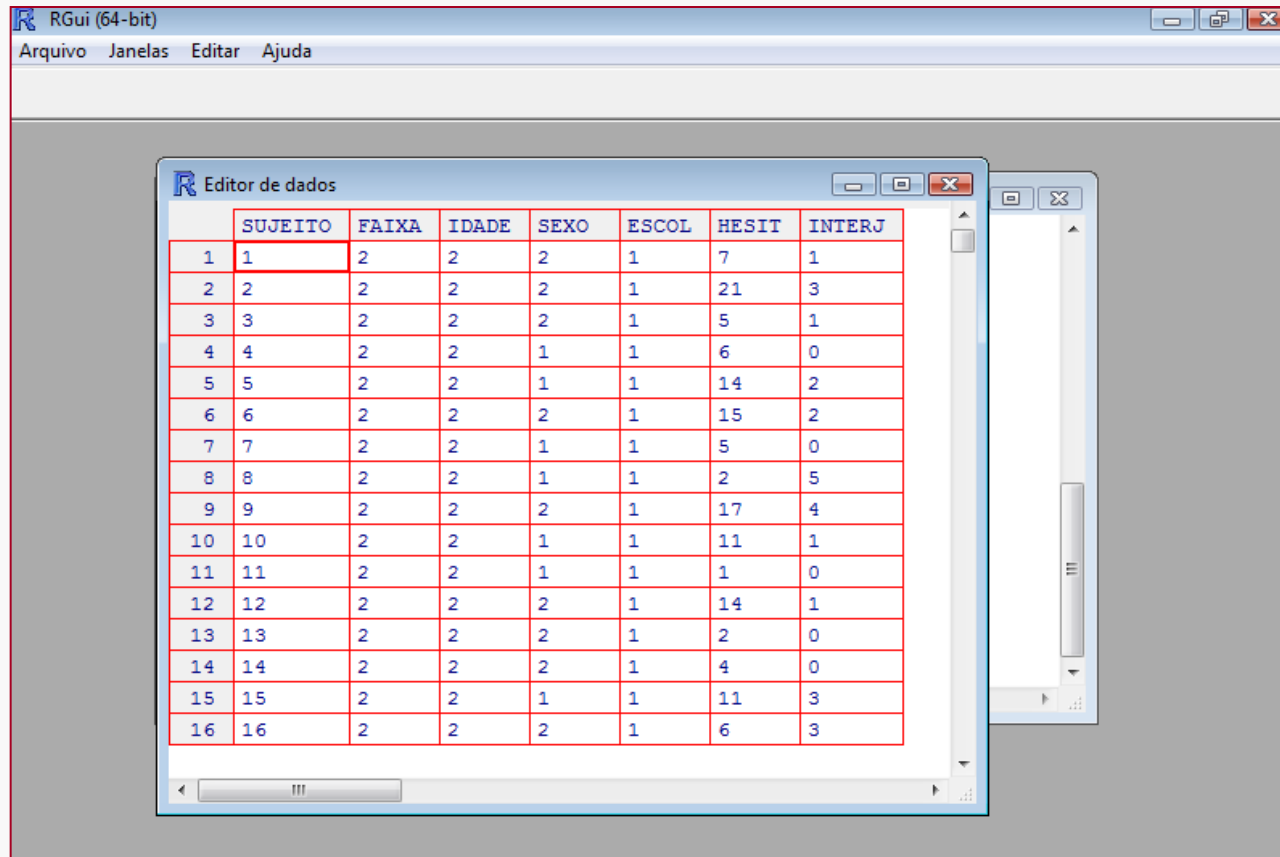 RGui (64-bit)
Arquivo Janelas Editar Ajuda
Editor de dados
SUJEITO FAIXA IDADE SEXO ESCOL HESIT INTERJ
1 1 2 2 2 1 7 1
2 2 2 2 2 1 21 3
3 3 2 2 2 1 5 1
4 4 2 2 1 1 6 0
5 5 2 2 1 1 14 2
6 6 2 2 2 1 15 2
7 7 2 2 1 1 5 0
8 8 2 2 1 1 2 5
9 9 2 2 2 1 17 4
10 10 2 2 1 1 11 1
11 11 2 2 1 1 1 0
12 12 2 2 2 1 14 1
13 13 2 2 2 1 2 0
14 14 2 2 2 1 4 0
15 15 2 2 1 1 11 3
16 16 2 2 2 1 6 3